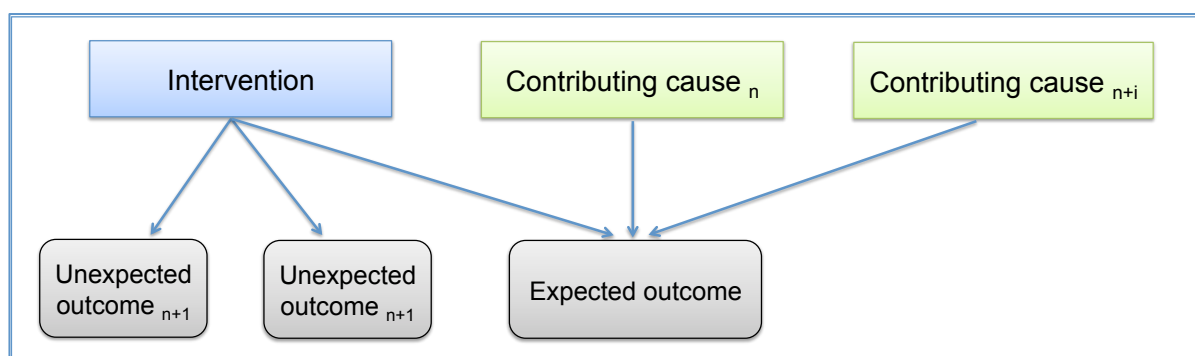 Intervention
Contributing cause n
Contributing cause n+i
Unexpected
outcome n+1
Unexpected
outcome n+1
Expected outcome